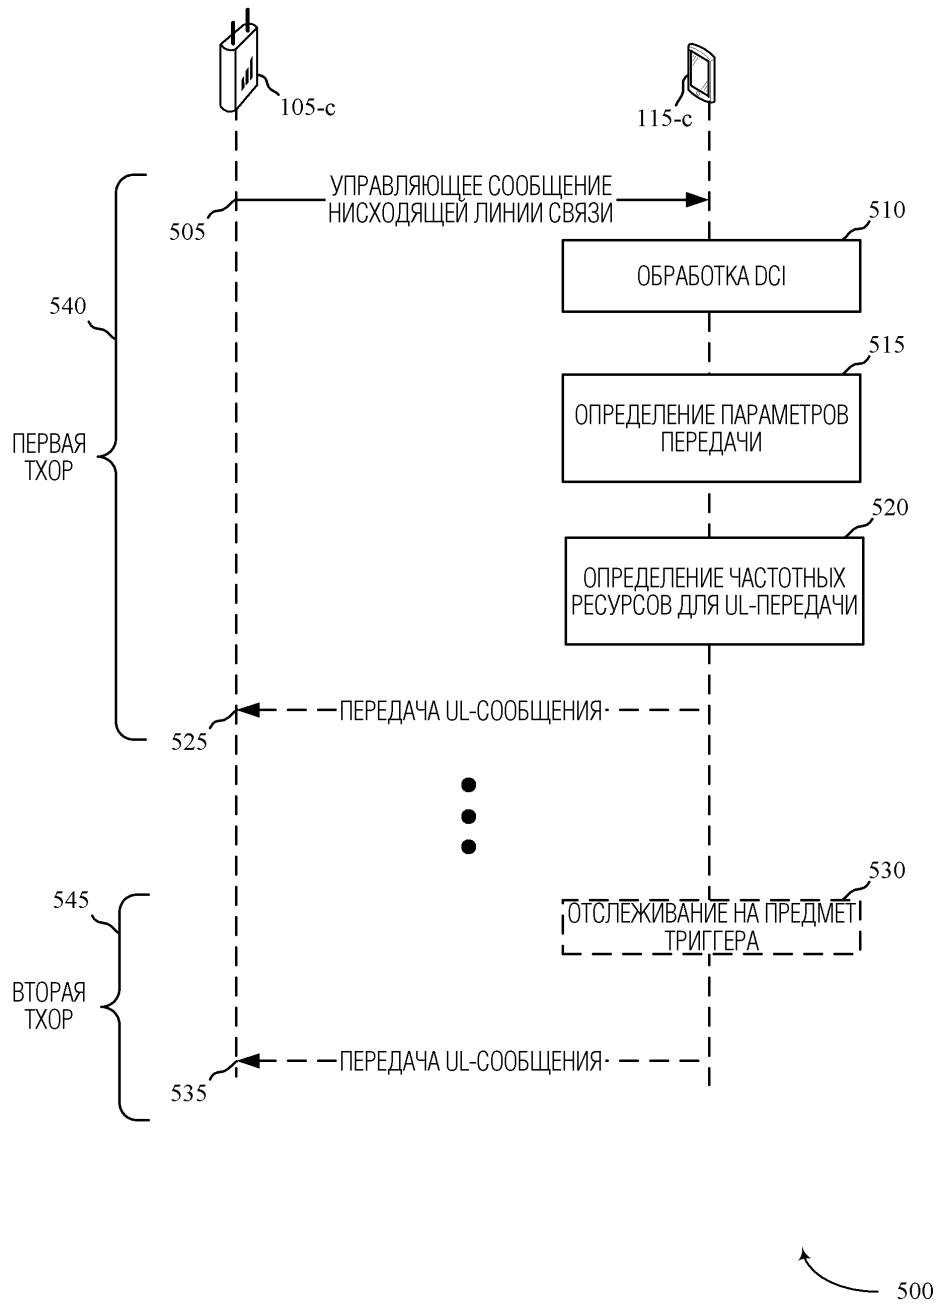 105-c
115-c
УПРАВЛЯЮЩЕЕ СООБЩЕНИЕ
НИСХОДЯЩЕЙ ЛИНИИ СВЯЗИ
505
510
ОБРАБОТКА DCI
540
515
ОПРЕДЕЛЕНИЕ ПАРАМЕТРОВ
ПЕРЕДАЧИ
ПЕРВАЯ
TXOP
520
ОПРЕДЕЛЕНИЕ ЧАСТОТНЫХ
РЕСУРСОВ ДЛЯ UL-ПЕРЕДАЧИ
ПЕРЕДАЧА UL-СООБЩЕНИЯ
525
530
545
ОТСЛЕЖИВАНИЕ НА ПРЕДМЕТ
ТРИГГЕРА
ВТОРАЯ
TXOP
ПЕРЕДАЧА UL-СООБЩЕНИЯ
535
500